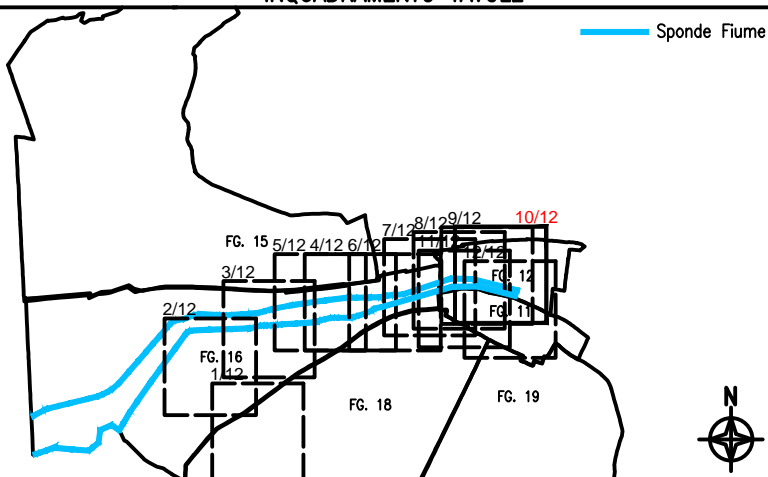 INQUADRAMENTO TAVOLE
Sponde Fiume
7/12
8/12
9/12
10/12
FG. 15
5/12
4/12
6/12
11/12
12/12
3/12
FG. 12
2/12
FG. 11
FG. 16
1/12
FG. 18
FG. 19
N